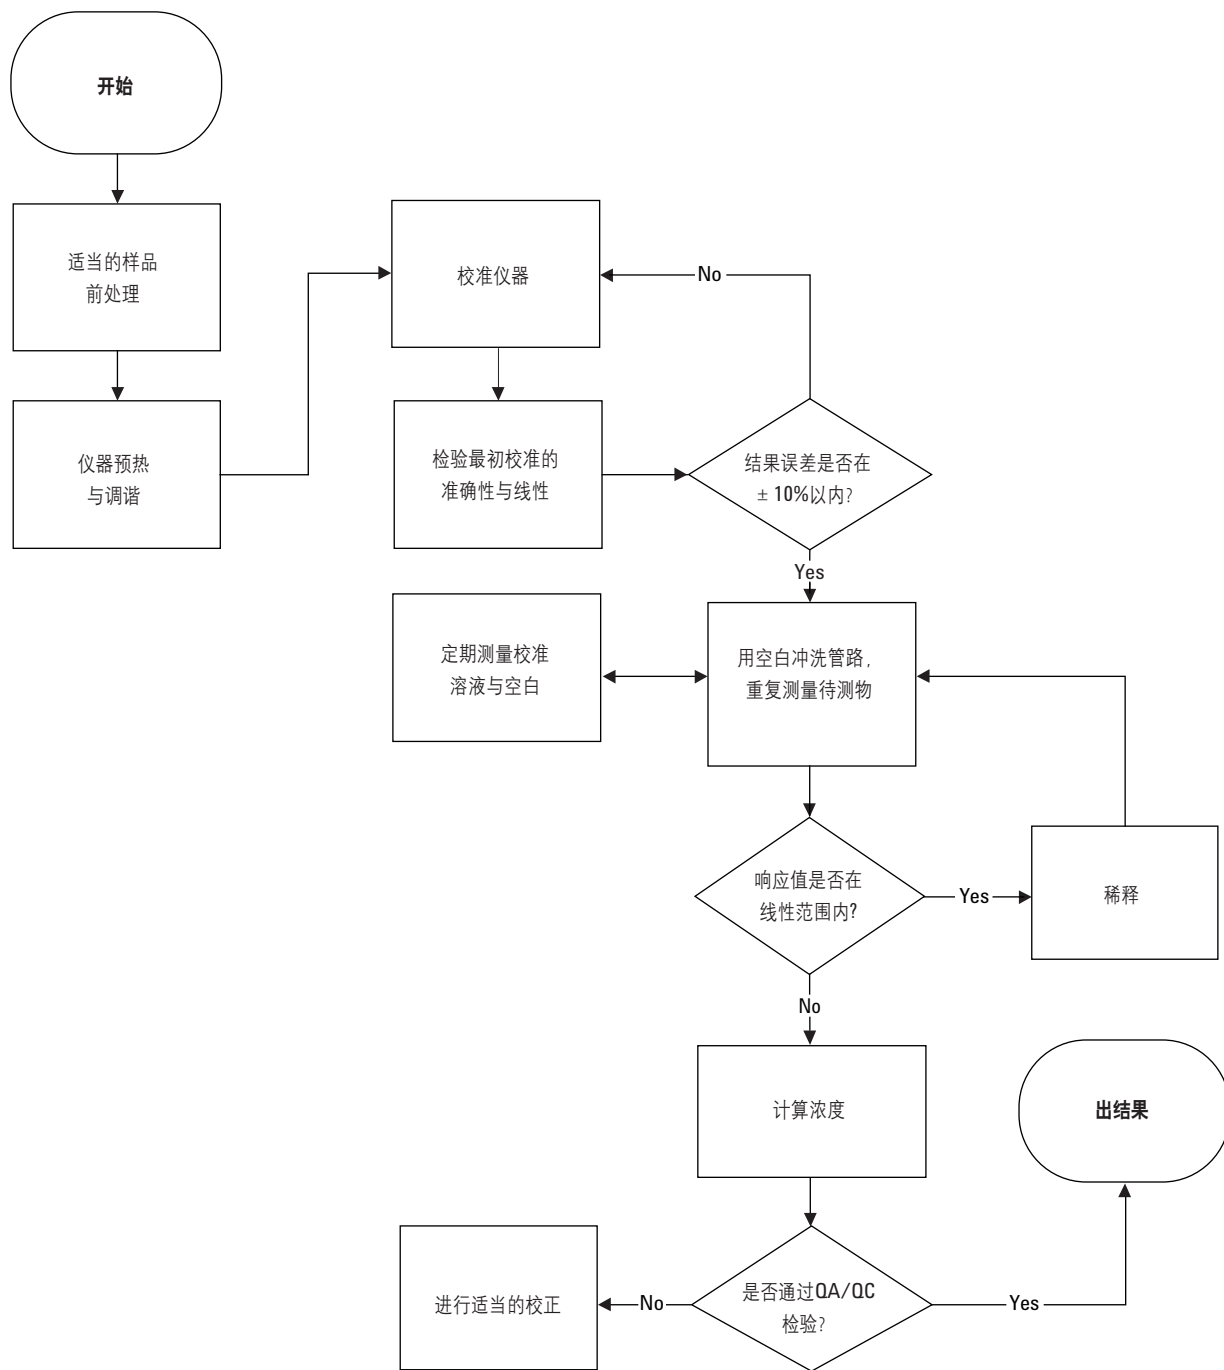 开始
适当的样品
前处理
仪器预热
与调谐
校准仪器
No
检验最初校准的
准确性与线性
结果误差是否在
± 10%以内?
Yes
定期测量校准
溶液与空白
用空白冲洗管路，
重复测量待测物
响应值是否在
线性范围内?
Yes
稀释
No
计算浓度
出结果
是否通过QA/QC
检验?
No
进行适当的校正
Yes